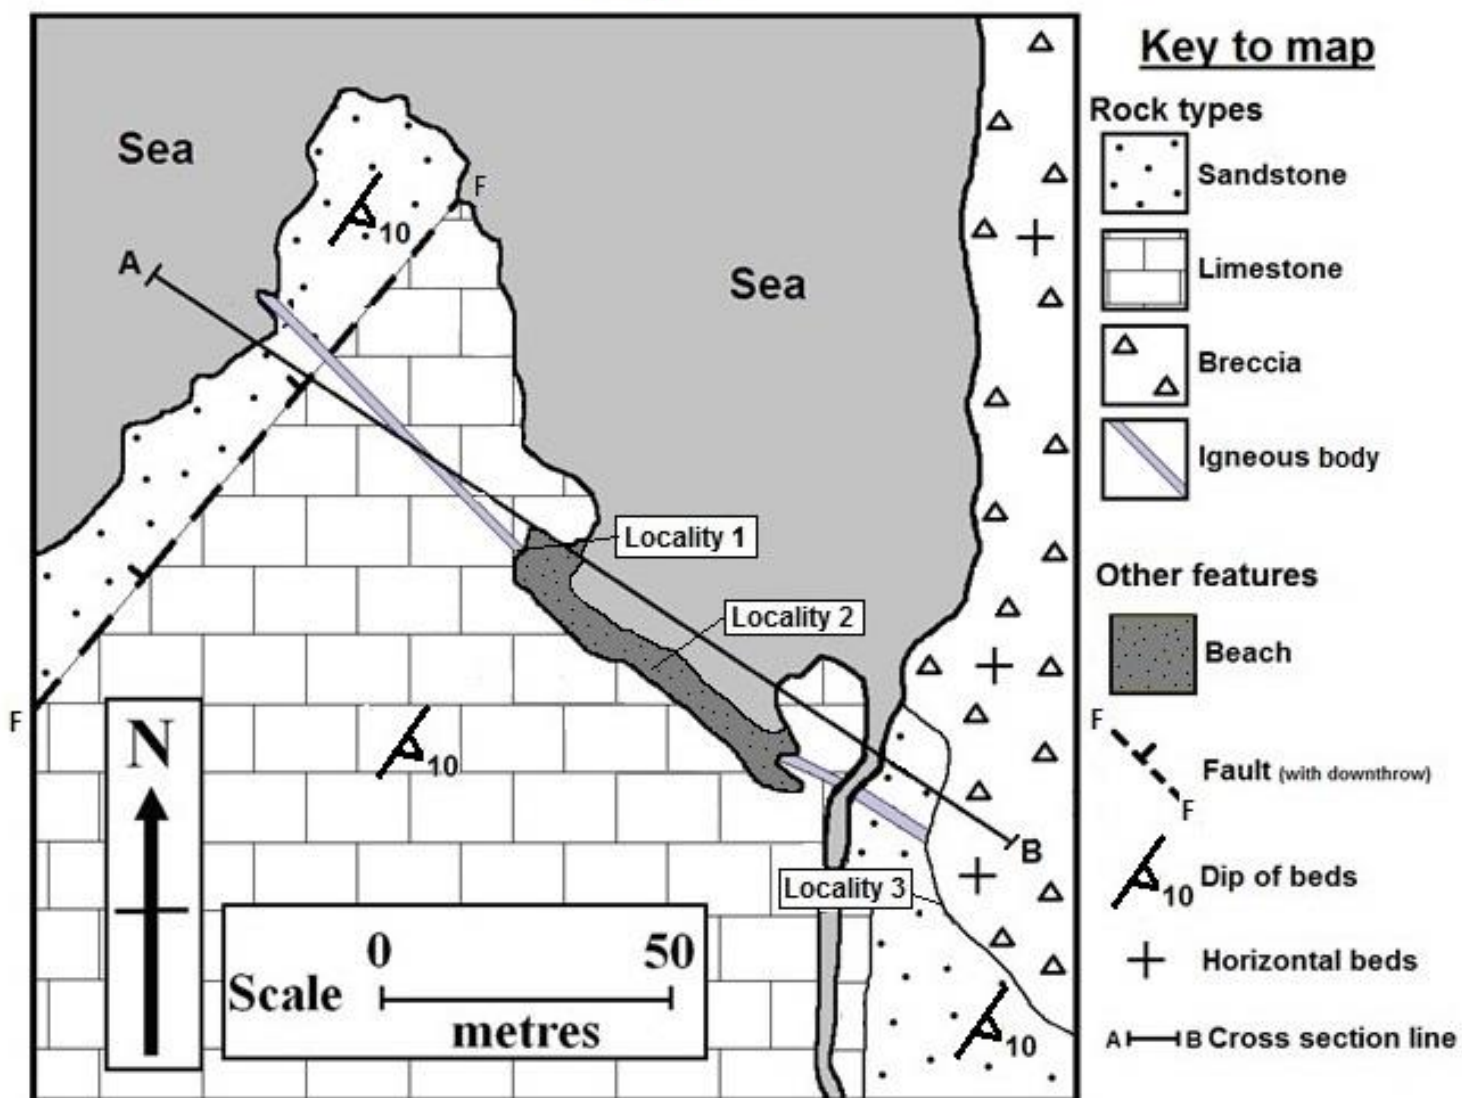 Sea
F
10
A
Sea
Locality 1
Locality 2
F
N
10
B
Locality 3
0 50
Scale
metres
10
Key to map
Rock types
Sandstone
Limestone
Breccia
Igneous body
Other features
Beach
F
Fault (with downthrow)
F
10 Dip of beds
Horizontal beds
A B Cross section line